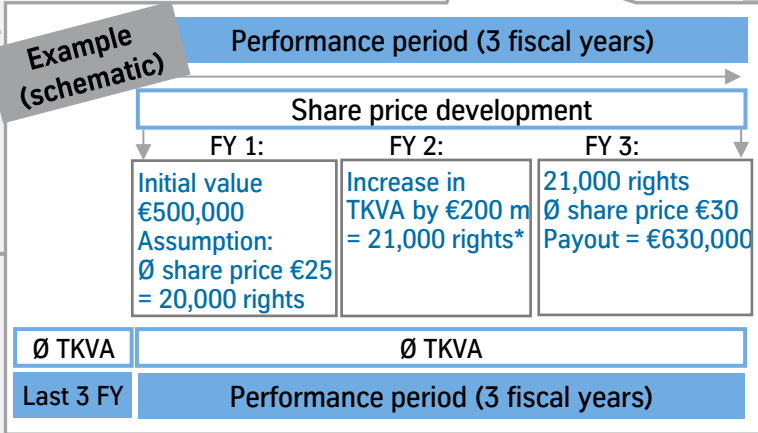 Example
(schematic)
Performance period (3 fiscal years)
Share price development
FY 1:
FY 2:
FY 3:
Initial value
€500,000
Assumption:
Ø share price €25
= 20,000 rights
Increase in
TKVA by €200 m
= 21,000 rights*
21,000 rights
Ø share price €30
Payout = €630,000
Ø TKVA
Ø TKVA
Last 3 FY
Performance period (3 fiscal years)